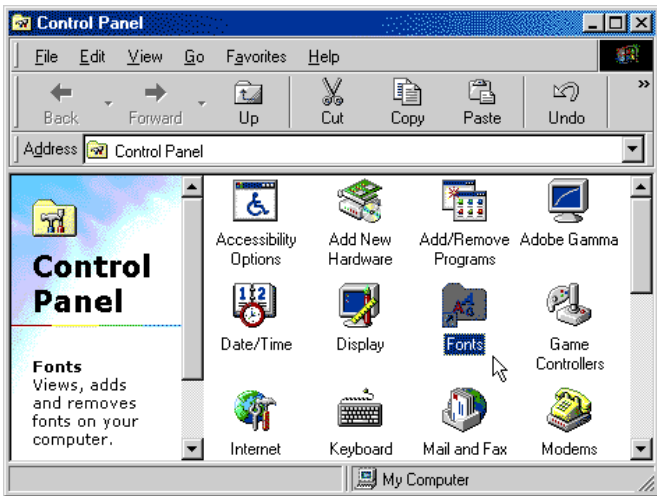 Control Panel
File Edit View Go Favorites Help
Back Forward Up Cut Copy Paste Undo »
Address Control Panel
Control
Panel
Fonts
Views, adds
and removes
fonts on your
computer.
Accessibility
Options
Add New
Hardware
Add/Remove
Programs
Adobe Gamma
Date/Time
Display
Fonts
Game
Controllers
Internet
Keyboard
Mail and Fax
Modems
My Computer